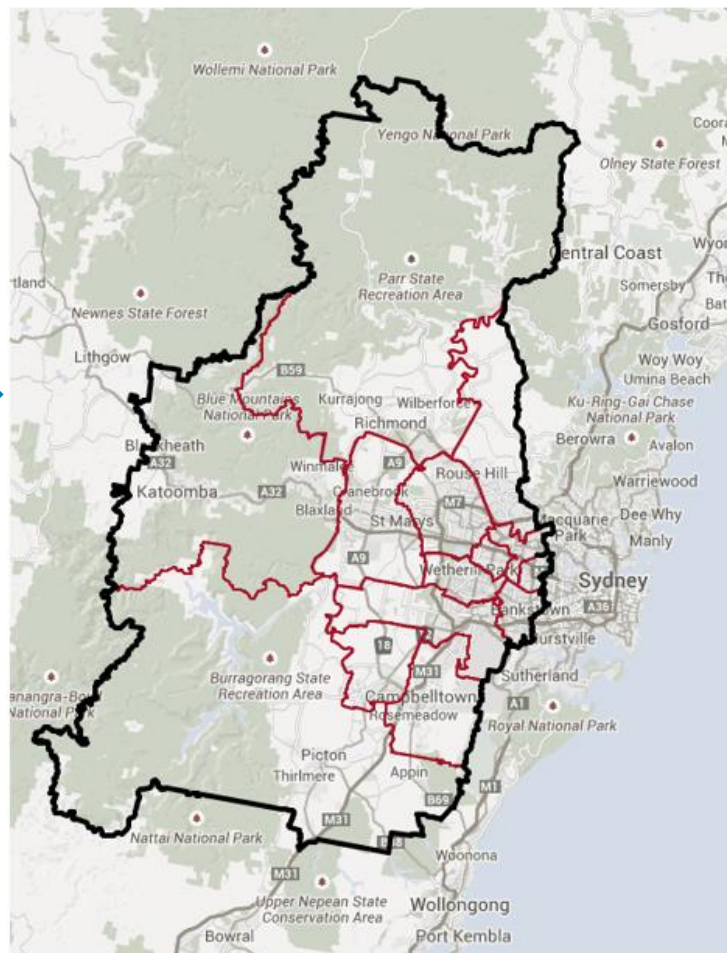 Wollemi National Park
Yengo National Park
Olney State Forest
Central Coast
Somersby
Parr State
Recreation Area
Gosford
Newnes State Forest
Lithgow
Woy Woy
Umina Beach
B59
Blue Mountains
National Park
Kurrajong
Wilberforce
Ku-Ring-Gai Chase
National Park
Richmond
Berowra
Avalon
Blackheath
A32
Winmalee
A9
Rouse Hill
Warriewood
Katoomba
A32
Cranebrook
M7
Dee Why
Blaxland
St Marys
Macquarie
Park
Manly
A9
Wetherill Park
Sydney
Bankstown
A36
18
Hurstville
Burragorang State
Recreation Area
M31
Sutherland
National Park
Campbelltown
A1
Rosemeadow
Royal National Park
Picton
Thirlmere
Appin
M1
B69
M31
Nattai National Park
Woonona
M31
Upper Nepean State
Conservation Area
Wollongong
Bowral
Port Kembla